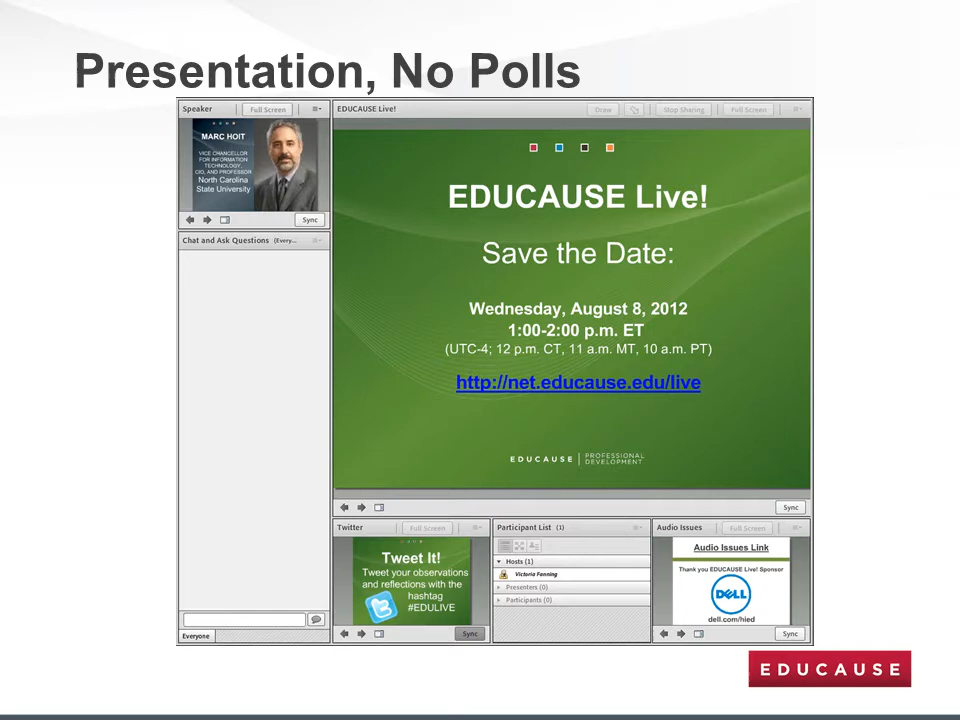 Presentation, No Polls
Speaker
Full Screen
MARC HOIT
VICE CHANCELLOR
FOR INFORMATION
TECHNOLOGY,
CIO, AND PROFESSOR
North Carolina
State University
Sync
Chat and Ask Questions (Every...
Everyone
EDUCAUSE Live!
Draw
Stop Sharing
Full Screen
EDUCAUSE Live!
Save the Date:
Wednesday, August 8, 2012
1:00-2:00 p.m. ET
(UTC-4; 12 p.m. CT, 11 a.m. MT, 10 a.m. PT)
http://net.educause.edu/live
EDUCAUSE
PROFESSIONAL
DEVELOPMENT
Sync
Twitter
Full Screen
Tweet It!
Tweet your observations
and reflections with the
hashtag
#EDULIVE
Sync
Participant List (1)
Hosts (1)
Victoria Fanning
Presenters (0)
Participants (0)
Audio Issues
Full Screen
Audio Issues Link
Thank you EDUCAUSE Live! Sponsor
DELL
dell.com/hied
Sync
EDUCAUSE